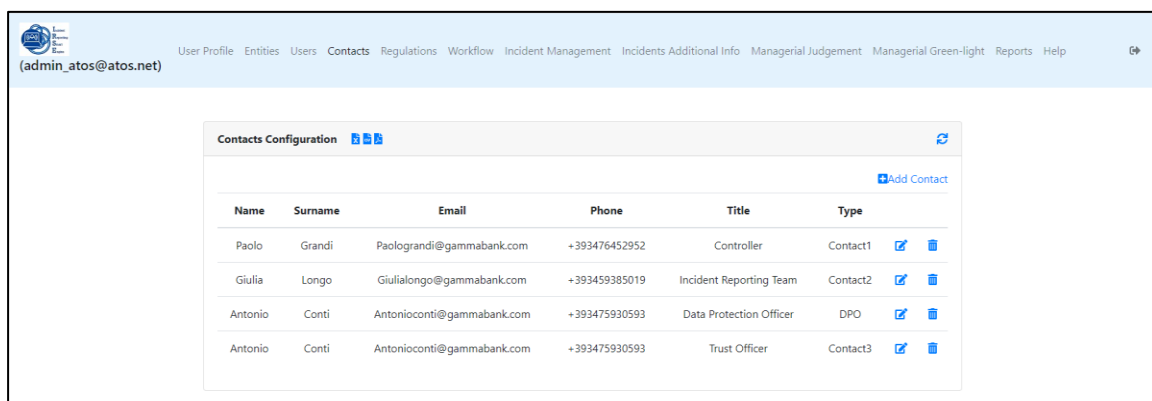 User Profile Entities Users Contacts Regulations Workflow Incident Management Incidents Additional Info Managerial Judgement Managerial Green-light Reports Help
(admin_atos@atos.net)
Contacts Configuration
Add Contact
Name Surname Email Phone Title Type
Paolo Grandi Paolograndi@gammabank.com +393476452952 Controller Contact1
Giulia Longo Giulialongo@gammabank.com +393459385019 Incident Reporting Team Contact2
Antonio Conti Antonioconti@gammabank.com +393475930593 Data Protection Officer DPO
Antonio Conti Antonioconti@gammabank.com +393475930593 Trust Officer Contact3